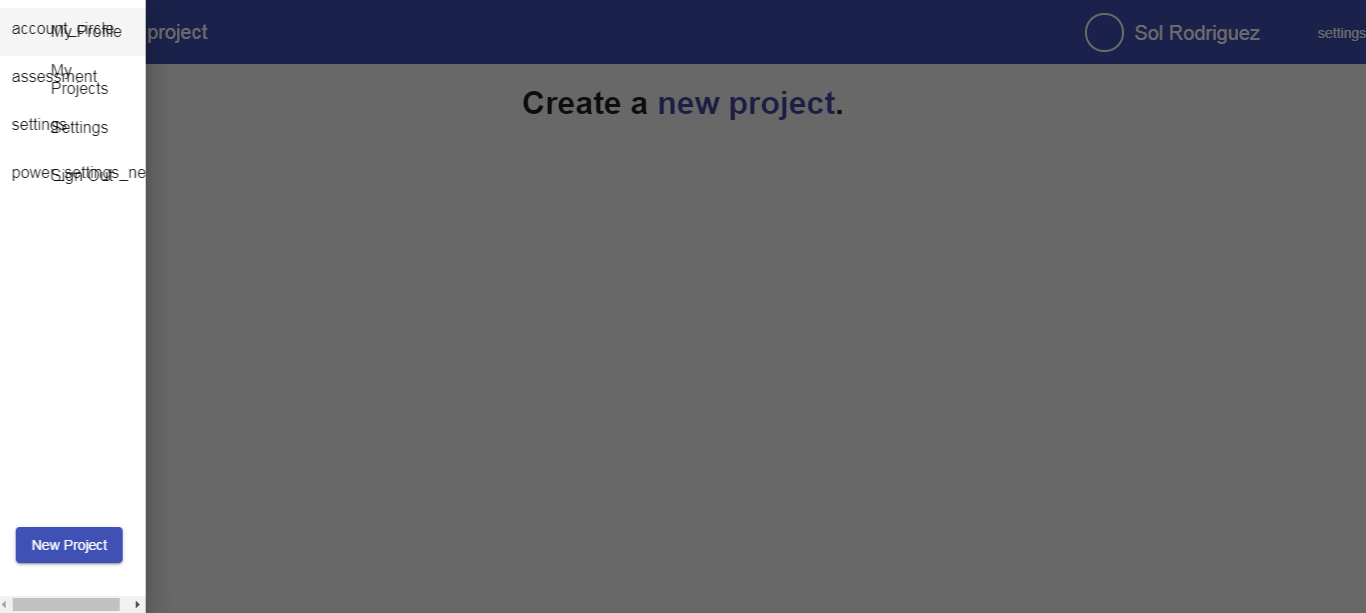 account_circle My Profile
project
Sol Rodriguez
settings
assessment My
Projects
Create a new project.
settings Settings
power_settings_ne Sign Out
New Project